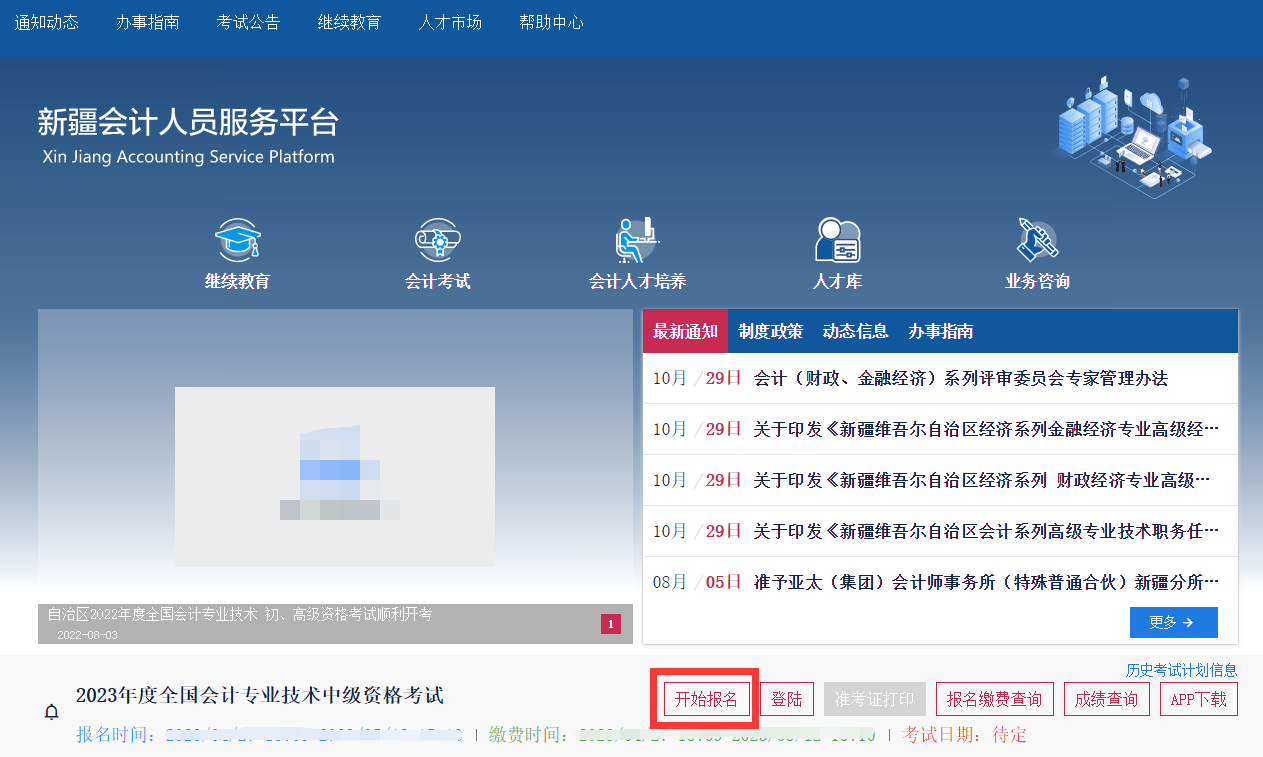 通知动态 办事指南 考试公告 继续教育 人才市场 帮助中心
新疆会计人员服务平台
Xin Jiang Accounting Service Platform
继续教育 会计考试 会计人才培养 人才库 业务咨询
自治区2022年度全国会计专业技术 初、高级资格考试顺利开考
2022-08-03
1
最新通知 制度政策 动态信息 办事指南
10月 / 29日 会计（财政、金融经济）系列评审委员会专家管理办法
10月 / 29日 关于印发《新疆维吾尔自治区经济系列金融经济专业高级经…
10月 / 29日 关于印发《新疆维吾尔自治区经济系列 财政经济专业高级…
10月 / 29日 关于印发《新疆维吾尔自治区会计系列高级专业技术职务任…
08月 / 05日 准予亚太（集团）会计师事务所（特殊普通合伙）新疆分所…
更多 →
历史考试计划信息
2023年度全国会计专业技术中级资格考试
开始报名 登陆 准考证打印 报名缴费查询 成绩查询 APP下载
报名时间： | 缴费时间： | 考试日期：待定